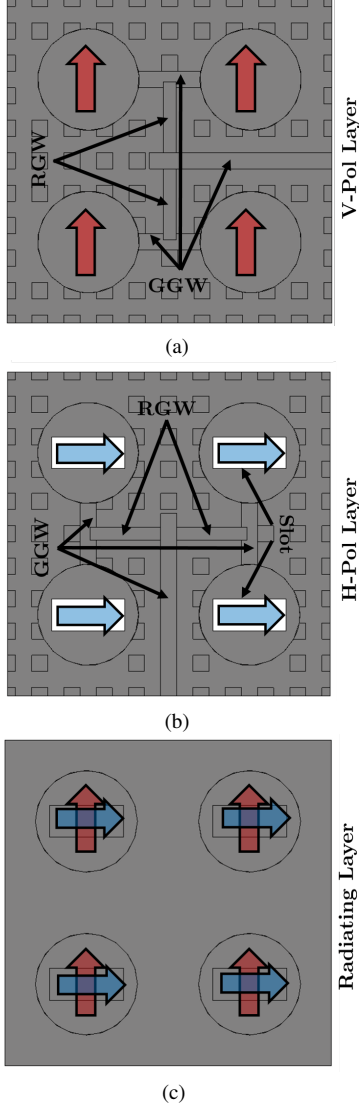 RGW
GGW
V-Pol Layer
(a)
RGW
GGW
Slot
H-Pol Layer
(b)
Radiating Layer
(c)